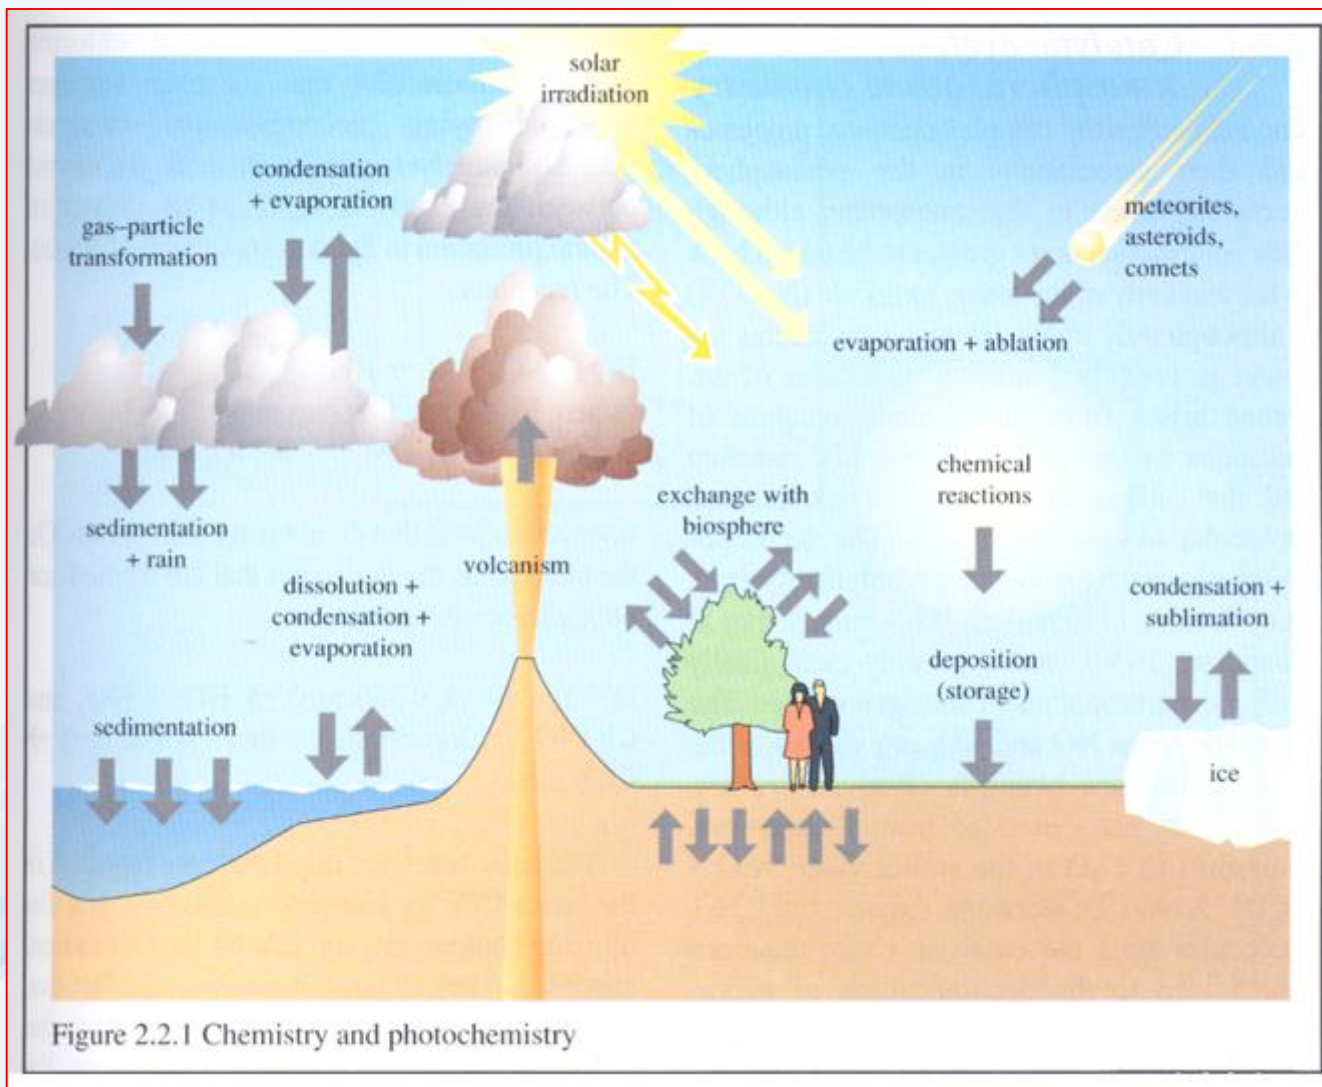 solar
irradiation
condensation
+ evaporation
gas–particle
transformation
meteorites,
asteroids,
comets
evaporation + ablation
chemical
reactions
exchange with
biosphere
sedimentation
+ rain
volcanism
dissolution +
condensation +
evaporation
condensation +
sublimation
deposition
(storage)
sedimentation
ice
Figure 2.2.1 Chemistry and photochemistry